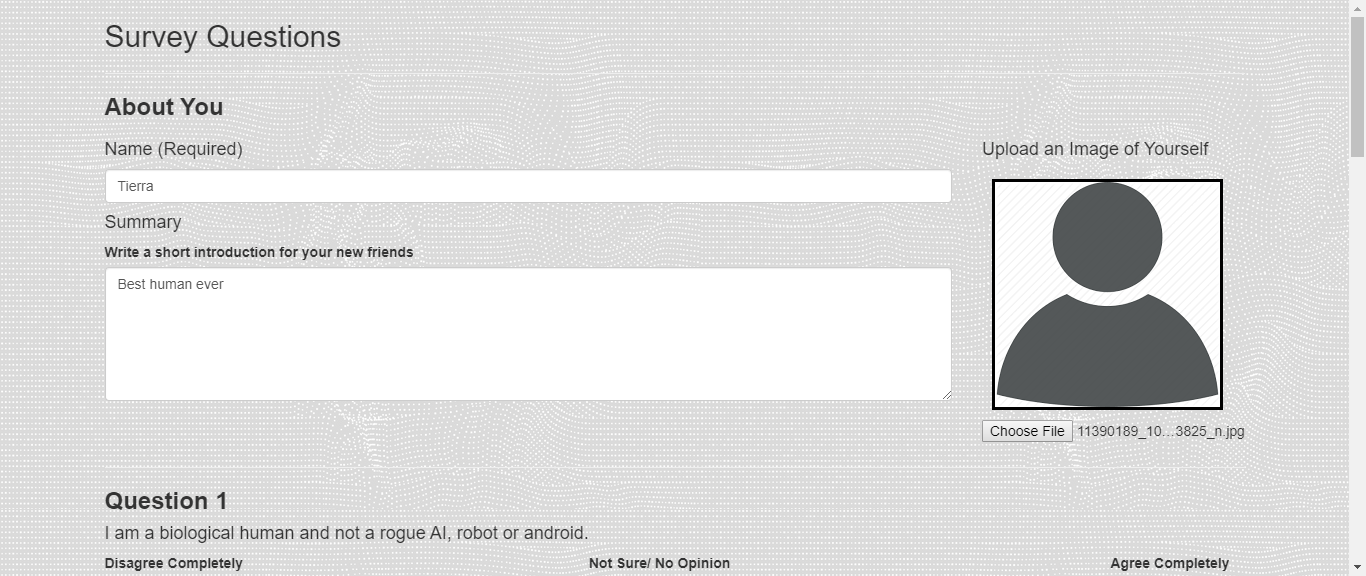 Survey Questions
About You
Name (Required)
Upload an Image of Yourself
Tierra
Summary
Write a short introduction for your new friends
Best human ever
Choose File 11390189_10…3825_n.jpg
Question 1
I am a biological human and not a rogue AI, robot or android.
Disagree Completely Not Sure/ No Opinion Agree Completely